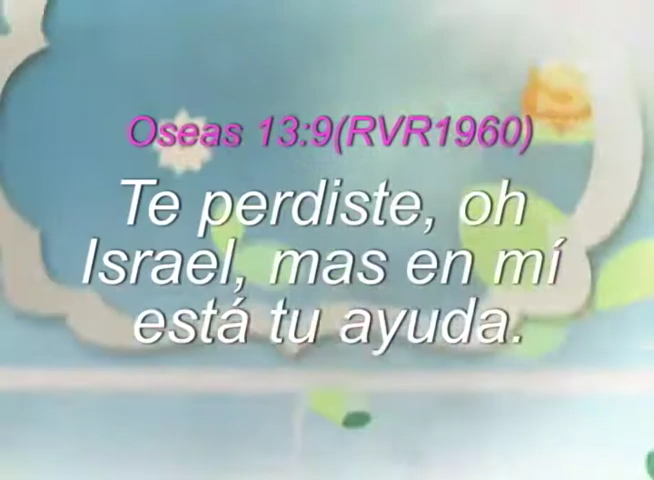 Oseas 13:9(RVR1960)
Te perdiste, oh
Israel, mas en mí
está tu ayuda.